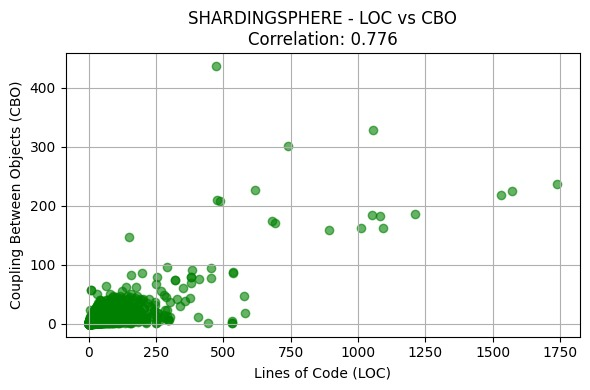 SHARDINGSPHERE - LOC vs CBO
Correlation: 0.776
Coupling Between Objects (CBO)
400
300
200
100
0
0 250 500 750 1000 1250 1500 1750
Lines of Code (LOC)